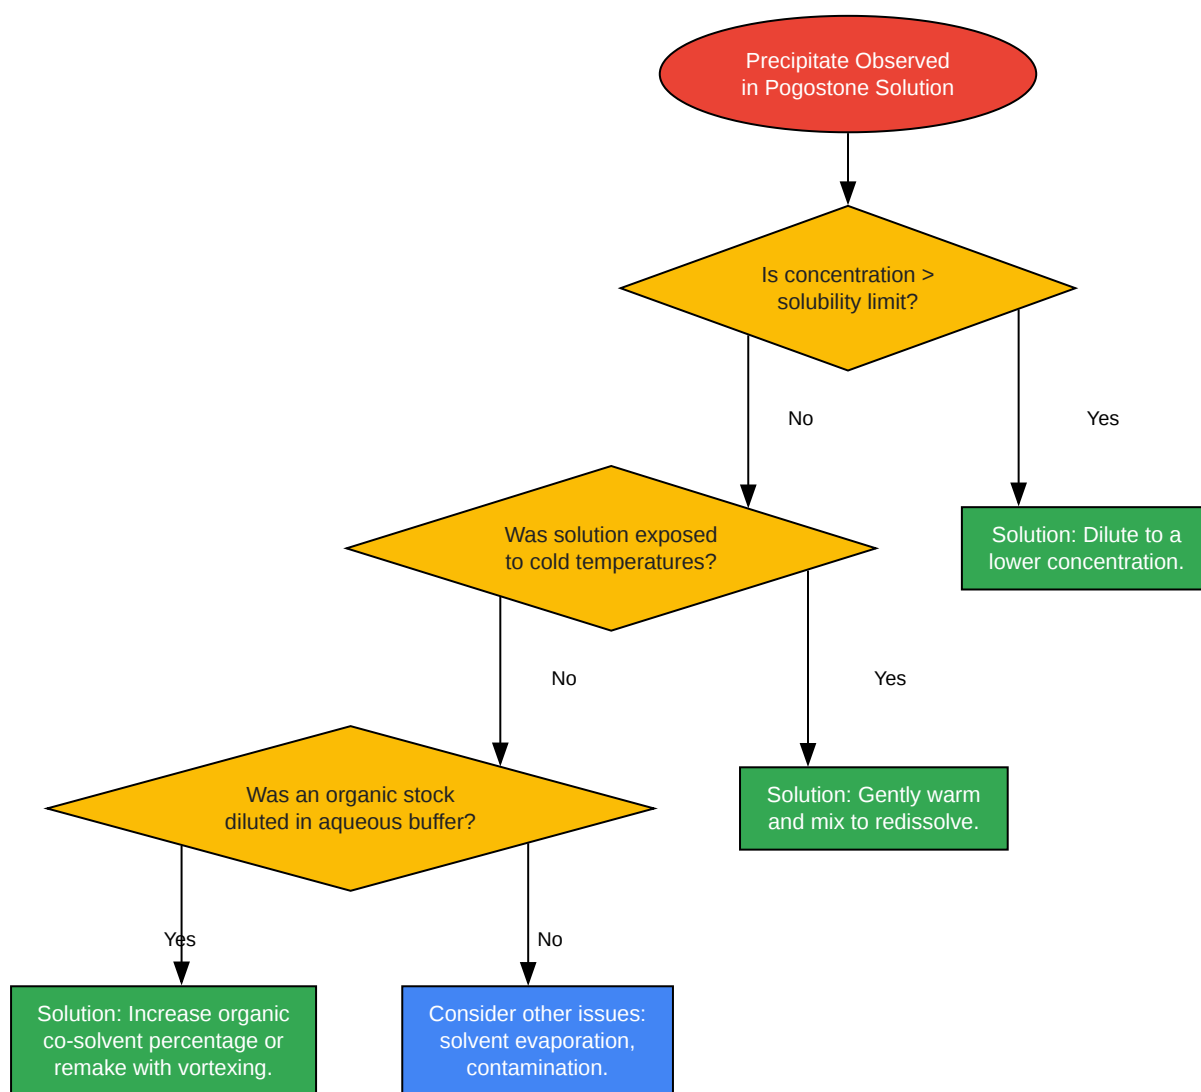 Precipitate Observed
in Pogostone Solution
Is concentration >
solubility limit?
No
Yes
Was solution exposed
to cold temperatures?
Solution: Dilute to a
lower concentration.
No
Yes
Was an organic stock
diluted in aqueous buffer?
Solution: Gently warm
and mix to redissolve.
Yes
No
Solution: Increase organic
co-solvent percentage or
remake with vortexing.
Consider other issues:
solvent evaporation,
contamination.